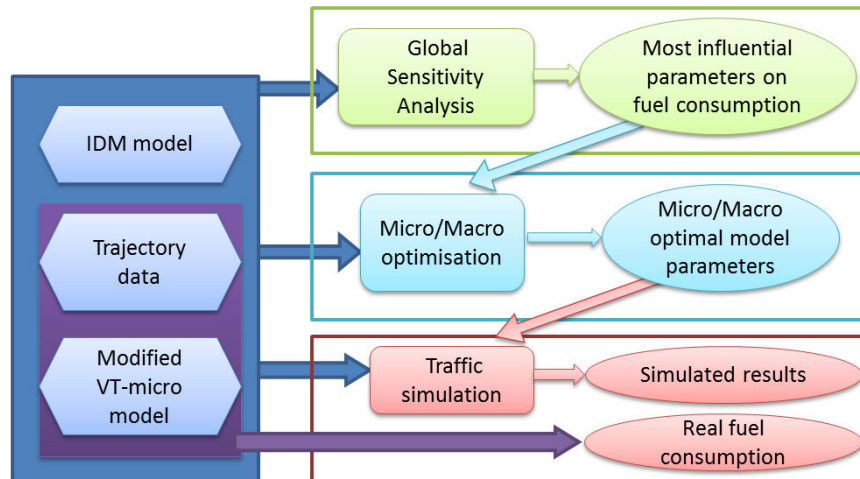 IDM model
Trajectory
data
Modified
VT-micro
model
Global
Sensitivity
Analysis
Most influential
parameters on
fuel consumption
Micro/Macro
optimisation
Micro/Macro
optimal model
parameters
Traffic
simulation
Simulated results
Real fuel
consumption